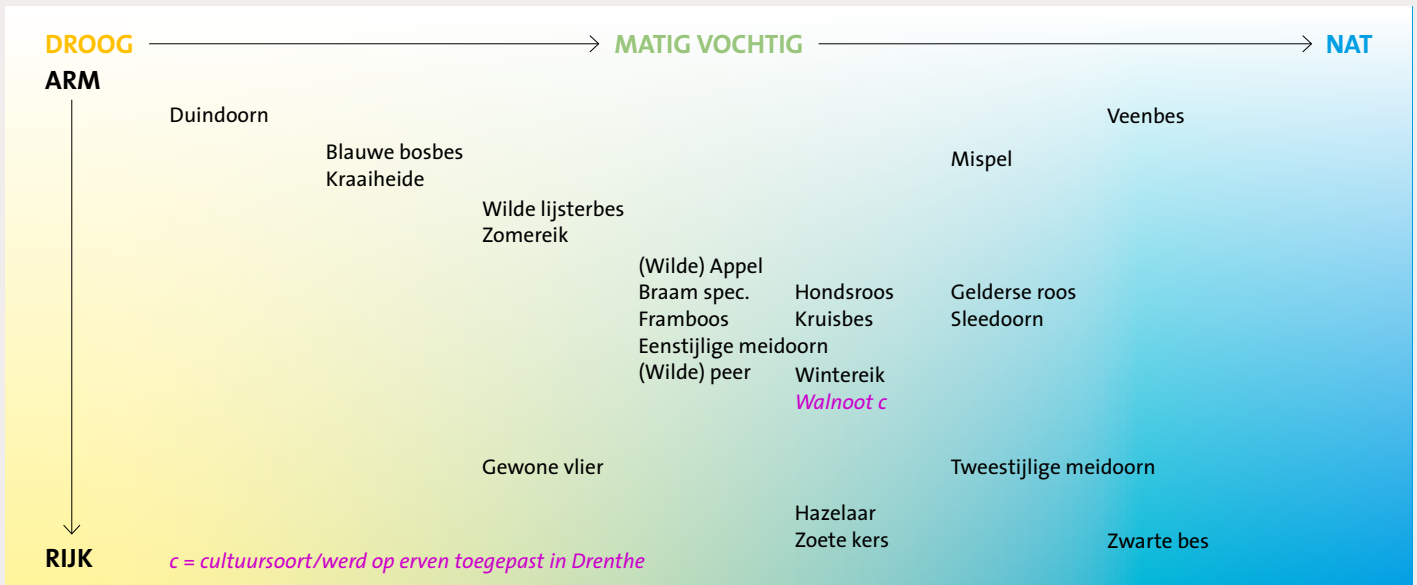 DROOG MATIG VOCHTIG NAT
ARM
Duindoorn Veenbes
Blauwe bosbes Mispel
Kraaiheide
Wilde lijsterbes
Zomereik
(Wilde) Appel
Braam spec. Hondsroos Gelderse roos
Framboos Kruisbes Sleedoorn
Eenstijlige meidoorn
(Wilde) peer Wintereik
Walnoot c
Gewone vlier Tweestijlige meidoorn
Hazelaar
Zoete kers Zwarte bes
RIJK c = cultuursoort/werd op erven toegepast in Drenthe